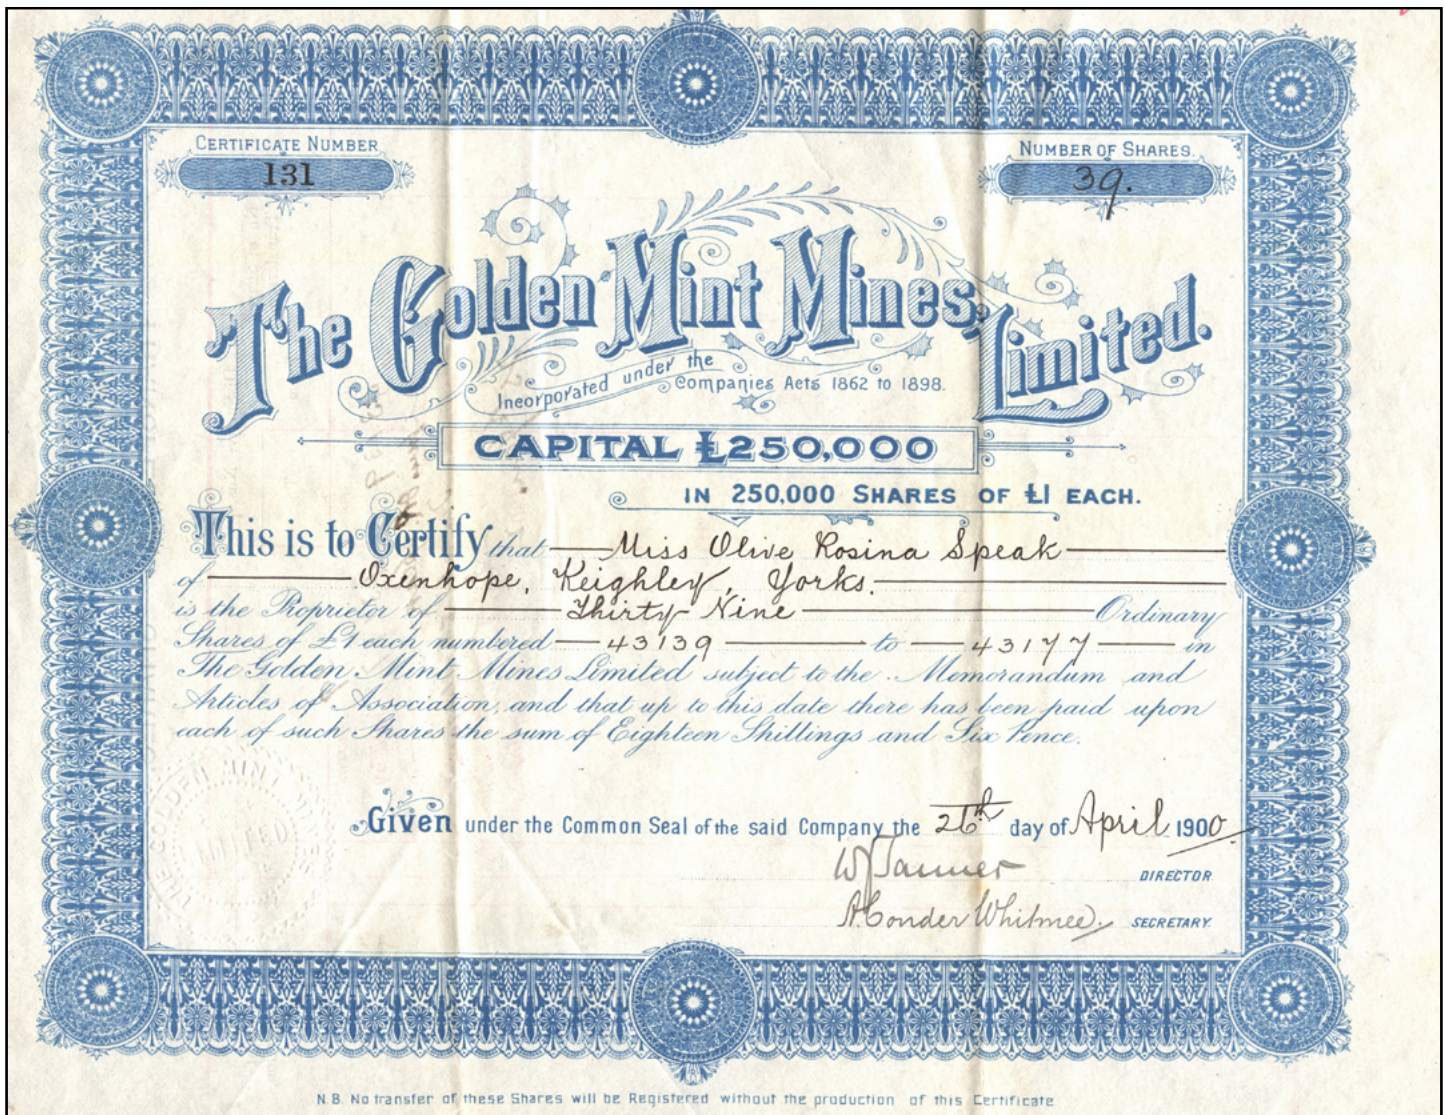 CERTIFICATE NUMBER
131
NUMBER OF SHARES.
39.
The Golden Mint Mines, Limited.
Incorporated under the Companies Acts 1862 to 1898.
CAPITAL £250,000
IN 250,000 SHARES OF £1 EACH.
This is to Certify that Miss Olive Rosina Speak
of Oxenhope, Keighley, Yorks.
is the Proprietor of Thirty Nine Ordinary
Shares of £1 each numbered 43139 to 43177 in
The Golden Mint Mines Limited subject to the Memorandum and
Articles of Association, and that up to this date there has been paid upon
each of such Shares the sum of Eighteen Shillings and Six Pence.
Given under the Common Seal of the said Company the 26th day of April 1900
W J Tanner DIRECTOR.
A. Conder Whitmee. SECRETARY.
THE GOLDEN MINT MINES
LIMITED
N.B. No transfer of these Shares will be Registered without the production of this Certificate